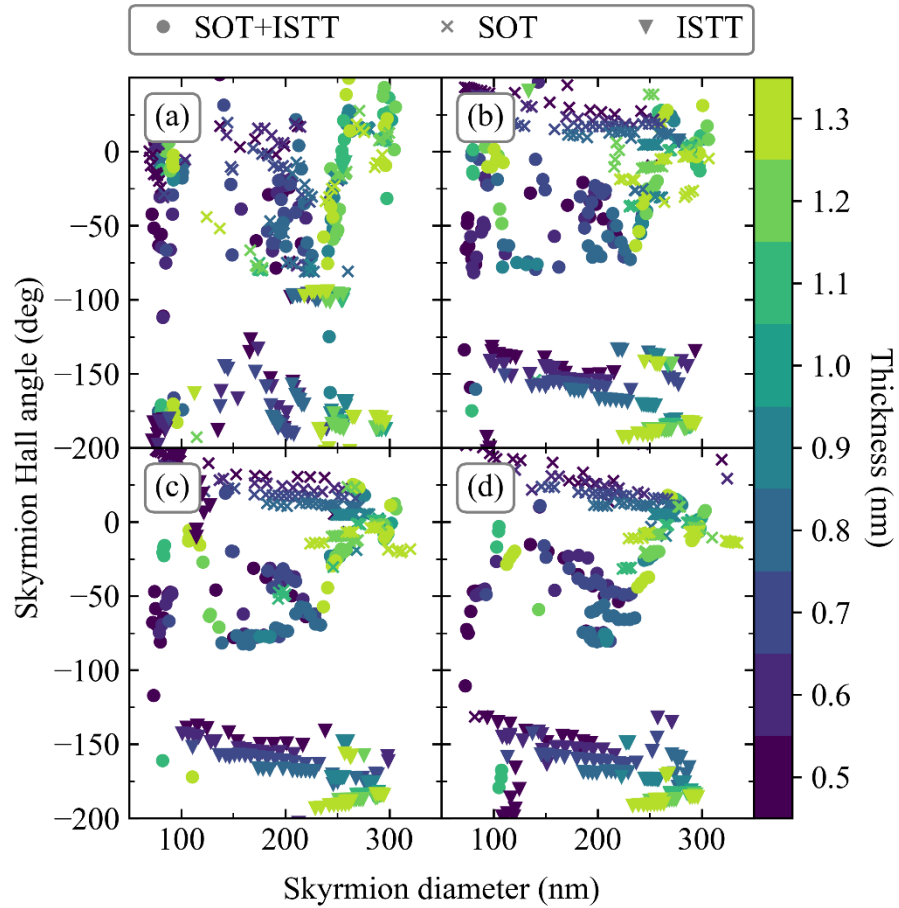 SOT+ISTT SOT ISTT
(a) (b)
0
−50
−100
−150
−200
(c) (d)
0
−50
−100
−150
−200
100 200 300 100 200 300
Skyrmion Hall angle (deg)
Skyrmion diameter (nm)
1.3
1.2
1.1
1.0
0.9
0.8
0.7
0.6
0.5
Thickness (nm)